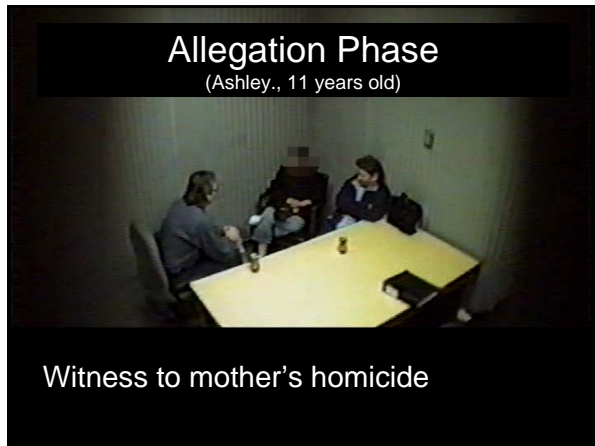 Allegation Phase
(Ashley., 11 years old)
Witness to mother's homicide